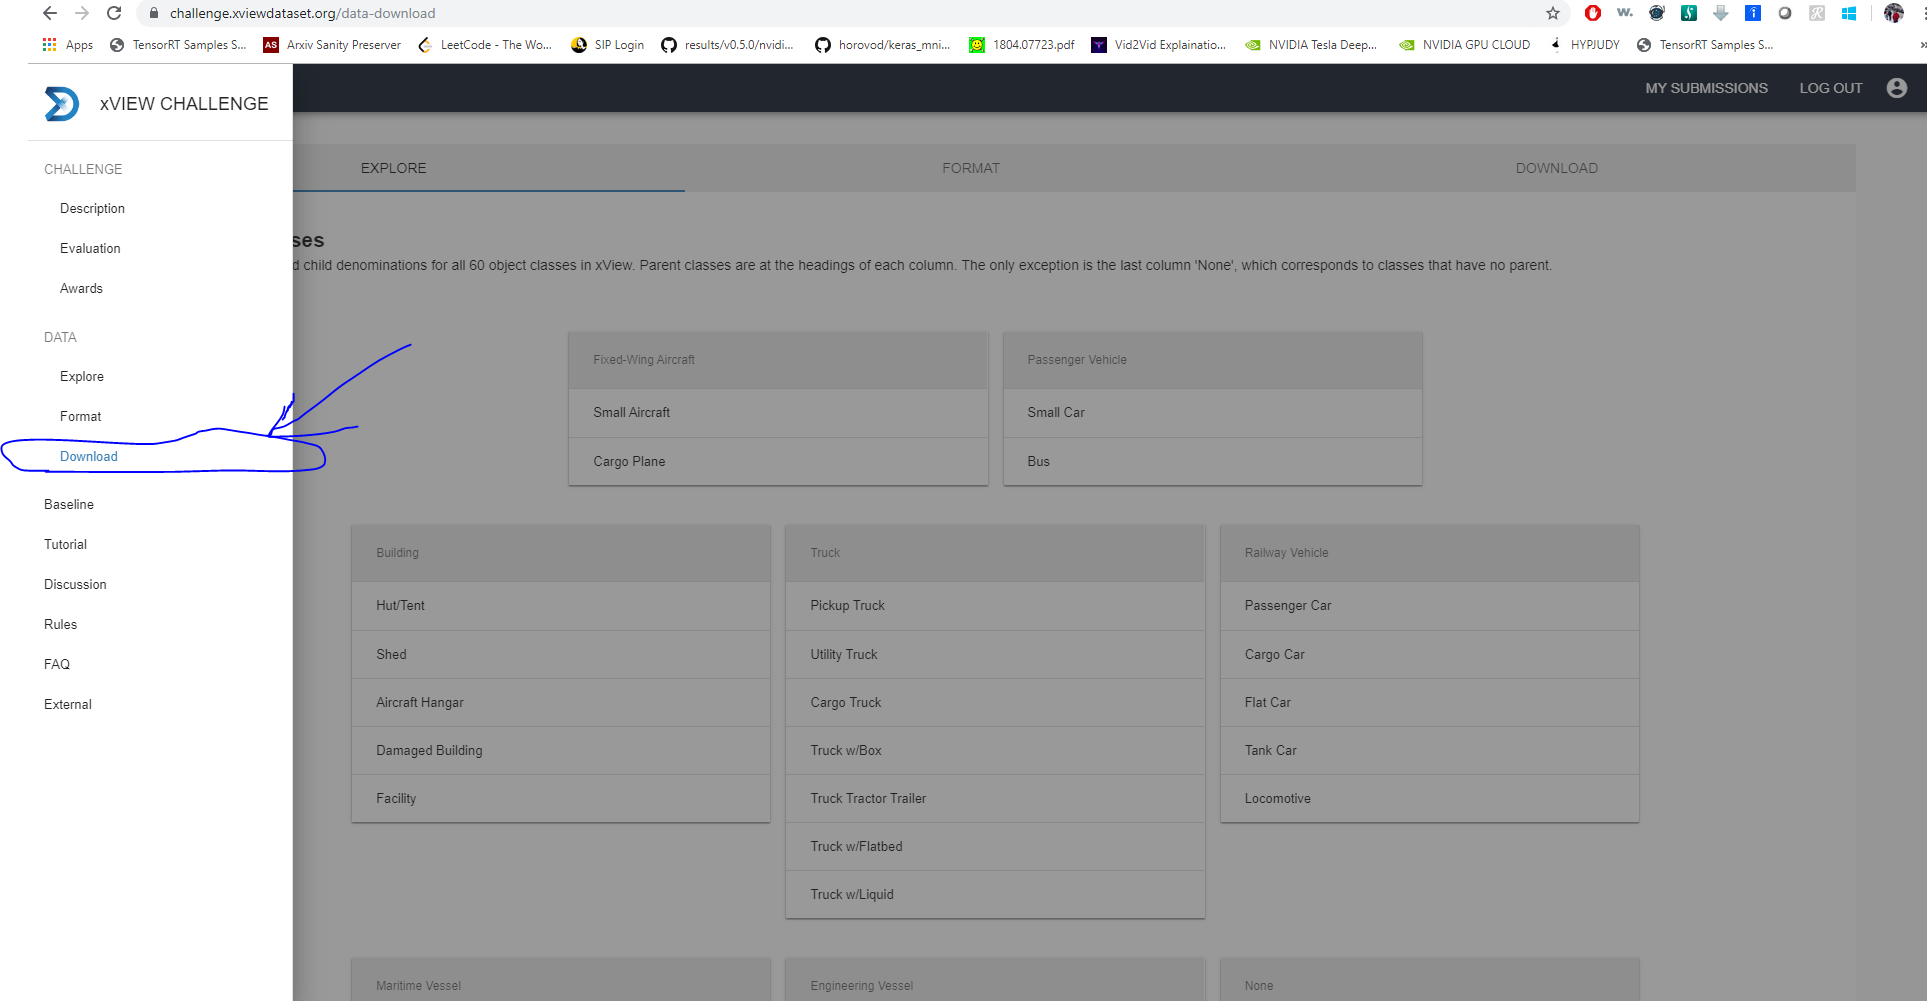 challenge.xviewdataset.org/data-download
Apps TensorRT Samples S... AS Arxiv Sanity Preserver LeetCode - The Wo... SIP Login results/v0.5.0/nvidi... horovod/keras_mni... 1804.07723.pdf Vid2Vid Explainatio... NVIDIA Tesla Deep... NVIDIA GPU CLOUD HYPJUDY TensorRT Samples S... »
xVIEW CHALLENGE
MY SUBMISSIONS LOG OUT
CHALLENGE
Description
Evaluation
Awards
DATA
Explore
Format
Download
Baseline
Tutorial
Discussion
Rules
FAQ
External
EXPLORE FORMAT DOWNLOAD
ses
d child denominations for all 60 object classes in xView. Parent classes are at the headings of each column. The only exception is the last column 'None', which corresponds to classes that have no parent.
Fixed-Wing Aircraft
Small Aircraft
Cargo Plane
Passenger Vehicle
Small Car
Bus
Building
Hut/Tent
Shed
Aircraft Hangar
Damaged Building
Facility
Truck
Pickup Truck
Utility Truck
Cargo Truck
Truck w/Box
Truck Tractor Trailer
Truck w/Flatbed
Truck w/Liquid
Railway Vehicle
Passenger Car
Cargo Car
Flat Car
Tank Car
Locomotive
Maritime Vessel
Engineering Vessel
None